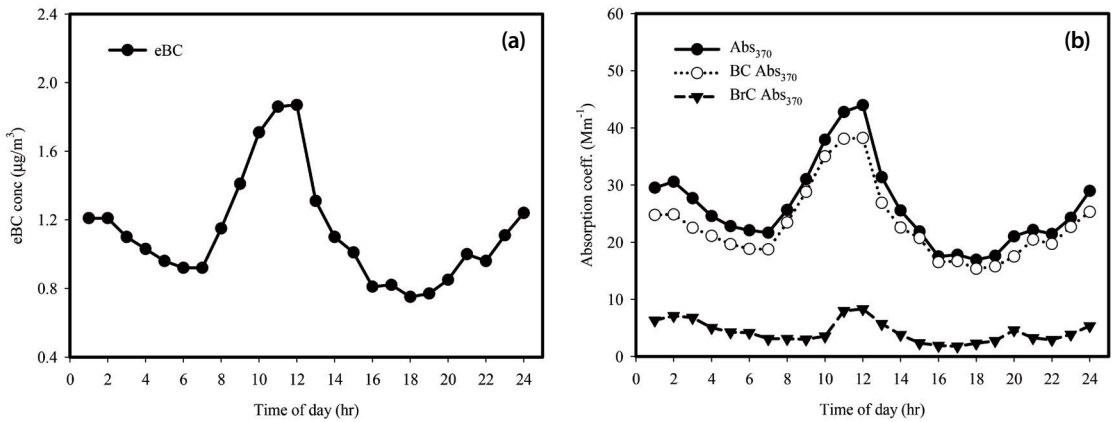 (a)
eBC
eBC conc (μg/m³)
2.4
2.0
1.6
1.2
0.8
0.4
0 2 4 6 8 10 12 14 16 18 20 22 24
Time of day (hr)
(b)
Abs₃₇₀
BC Abs₃₇₀
BrC Abs₃₇₀
Absorption coeff. (Mm⁻¹)
60
50
40
30
20
10
0
0 2 4 6 8 10 12 14 16 18 20 22 24
Time of day (hr)